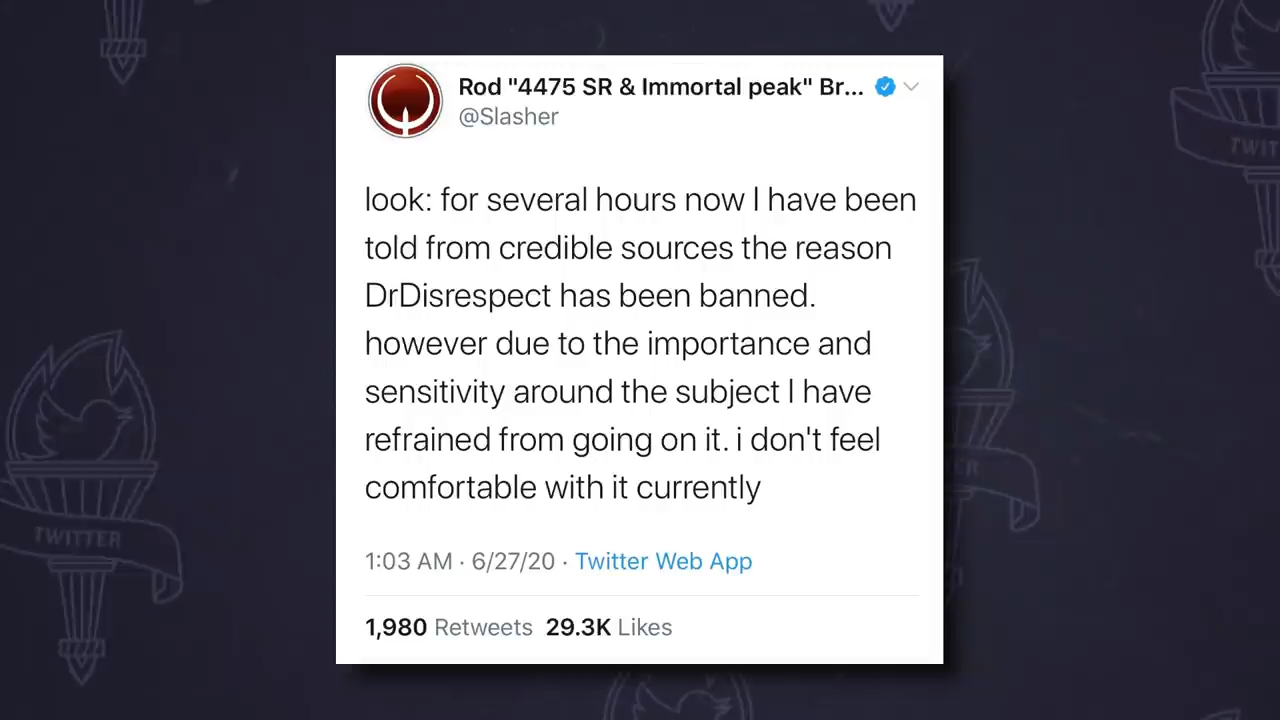 Rod "4475 SR & Immortal peak" Br...
@Slasher
look: for several hours now I have been
told from credible sources the reason
DrDisrespect has been banned.
however due to the importance and
sensitivity around the subject I have
refrained from going on it. i don't feel
comfortable with it currently
1:03 AM · 6/27/20 · Twitter Web App
1,980 Retweets 29.3K Likes
TWITTER
TWIT
ER